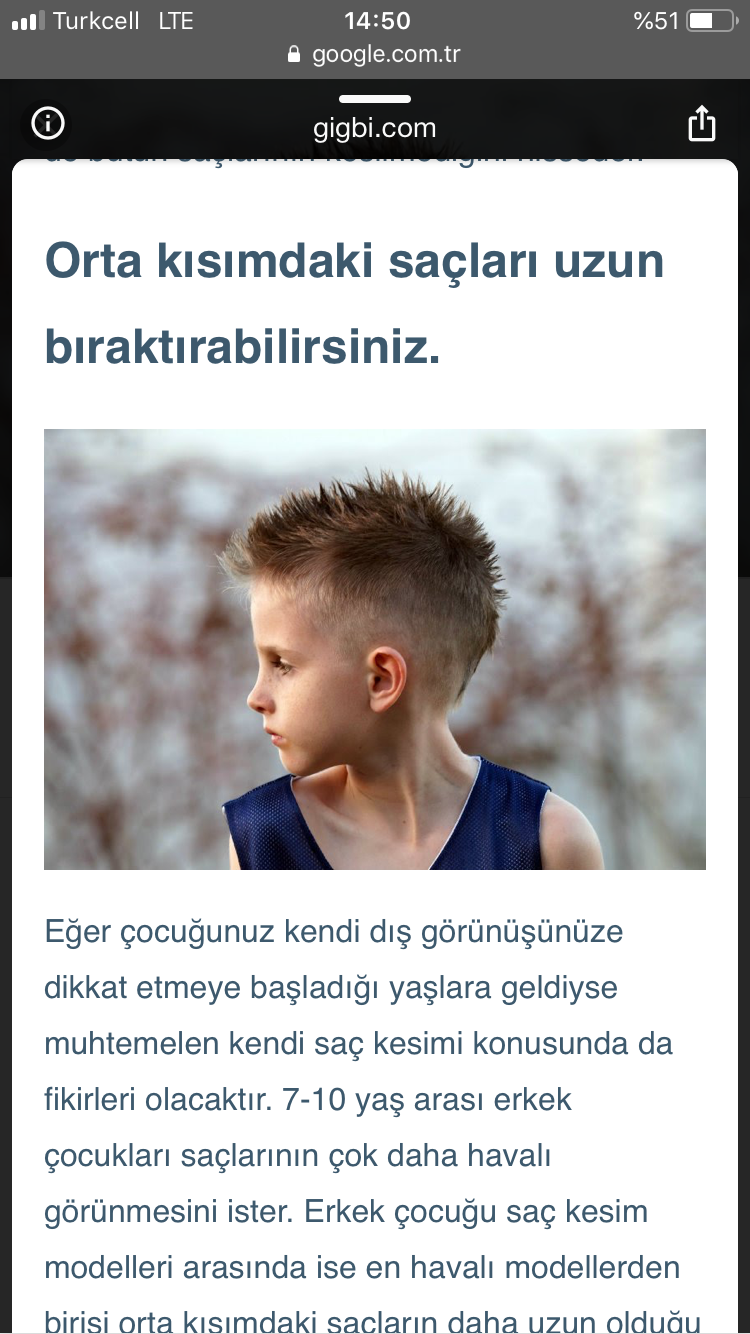 Turkcell LTE 14:50 %51
google.com.tr
gigbi.com
Orta kısımdaki saçları uzun
bıraktırabilirsiniz.
Eğer çocuğunuz kendi dış görünüşünüze
dikkat etmeye başladığı yaşlara geldiyse
muhtemelen kendi saç kesimi konusunda da
fikirleri olacaktır. 7-10 yaş arası erkek
çocukları saçlarının çok daha havalı
görünmesini ister. Erkek çocuğu saç kesim
modelleri arasında ise en havalı modellerden
birisi orta kısımdaki saçların daha uzun olduğu